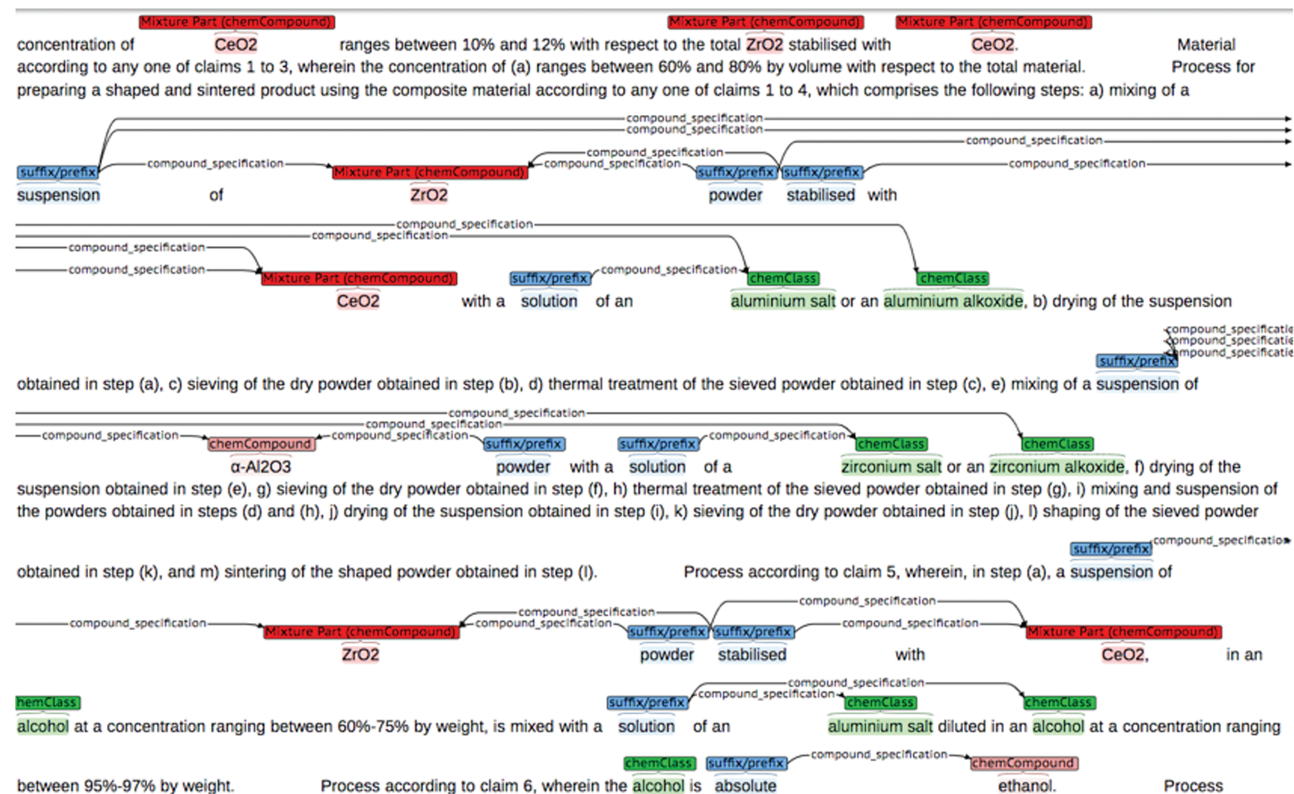 Mixture Part (chemCompound) Mixture Part (chemCompound) Mixture Part (chemCompound)
concentration of CeO2 ranges between 10% and 12% with respect to the total ZrO2 stabilised with CeO2. Material
according to any one of claims 1 to 3, wherein the concentration of (a) ranges between 60% and 80% by volume with respect to the total material. Process for
preparing a shaped and sintered product using the composite material according to any one of claims 1 to 4, which comprises the following steps: a) mixing of a
compound_specification
compound_specification
compound_specification
compound_specification
compound_specification compound_specification compound_specification
suffix/prefix Mixture Part (chemCompound) suffix/prefix suffix/prefix
suspension of ZrO2 powder stabilised with
compound_specification
compound_specification
compound_specification
compound_specification compound_specification
Mixture Part (chemCompound) suffix/prefix chemClass chemClass
CeO2 with a solution of an aluminium salt or an aluminium alkoxide, b) drying of the suspension
compound_specificatie
compound_specificatie
compound_specificatie
suffix/prefix
obtained in step (a), c) sieving of the dry powder obtained in step (b), d) thermal treatment of the sieved powder obtained in step (c), e) mixing of a suspension of
compound_specification
compound_specification
compound_specification compound_specification compound_specification
chemCompound suffix/prefix suffix/prefix chemClass chemClass
α-Al2O3 powder with a solution of a zirconium salt or an zirconium alkoxide, f) drying of the
suspension obtained in step (e), g) sieving of the dry powder obtained in step (f), h) thermal treatment of the sieved powder obtained in step (g), i) mixing and suspension of
the powders obtained in steps (d) and (h), j) drying of the suspension obtained in step (i), k) sieving of the dry powder obtained in step (j), l) shaping of the sieved powder
compound_specification
suffix/prefix
obtained in step (k), and m) sintering of the shaped powder obtained in step (l). Process according to claim 5, wherein, in step (a), a suspension of
compound_specification
compound_specification
compound_specification compound_specification compound_specification
Mixture Part (chemCompound) suffix/prefix suffix/prefix Mixture Part (chemCompound)
ZrO2 powder stabilised with CeO2, in an
compound_specification
compound_specification
hemClass suffix/prefix chemClass chemClass
alcohol at a concentration ranging between 60%-75% by weight, is mixed with a solution of an aluminium salt diluted in an alcohol at a concentration ranging
compound_specification
chemClass suffix/prefix chemCompound
between 95%-97% by weight. Process according to claim 6, wherein the alcohol is absolute ethanol. Process